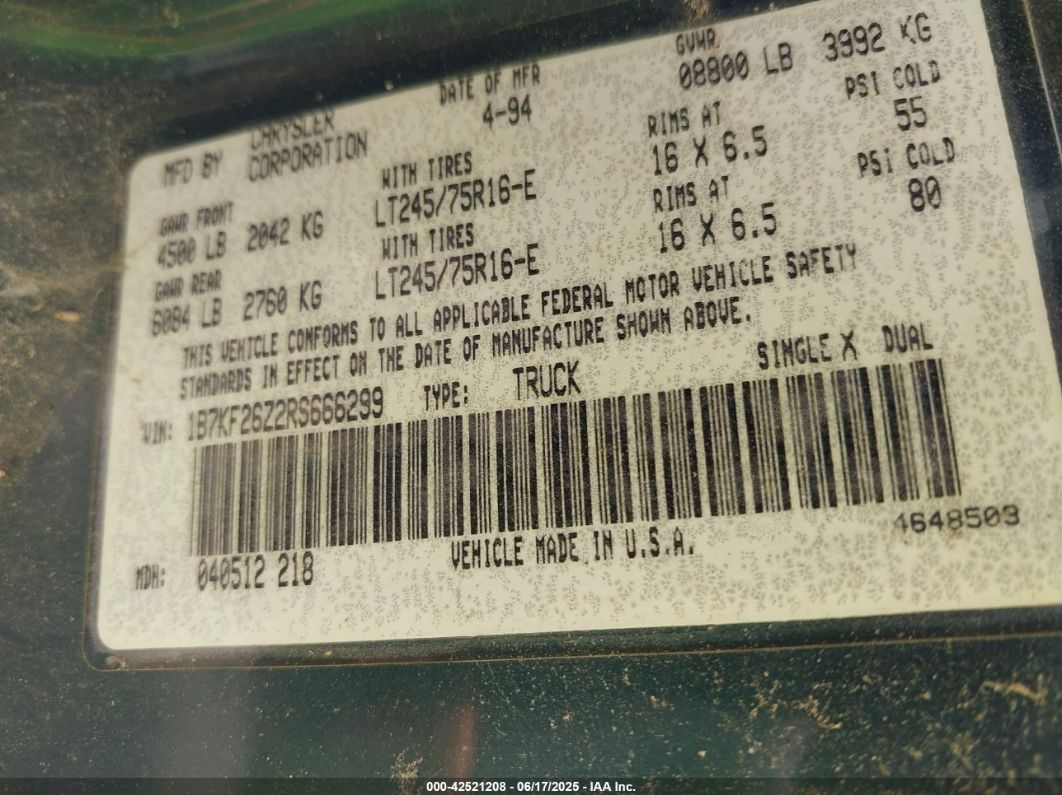 MFD BY CHRYSLER CORPORATION DATE OF MFR 4-94 GVWR 08800 LB 3992 KG
GAWR FRONT WITH TIRES RIMS AT PSI COLD
4500 LB 2042 KG LT245/75R16-E 16 X 6.5 55
GAWR REAR WITH TIRES RIMS AT PSI COLD
6084 LB 2760 KG LT245/75R16-E 16 X 6.5 80
THIS VEHICLE CONFORMS TO ALL APPLICABLE FEDERAL MOTOR VEHICLE SAFETY
STANDARDS IN EFFECT ON THE DATE OF MANUFACTURE SHOWN ABOVE.
VIN: 1B7KF26Z2RS666299 TYPE: TRUCK SINGLE X DUAL
MDH: 040512 218 VEHICLE MADE IN U.S.A. 4648503
000-42521208 - 06/17/2025 - IAA Inc.